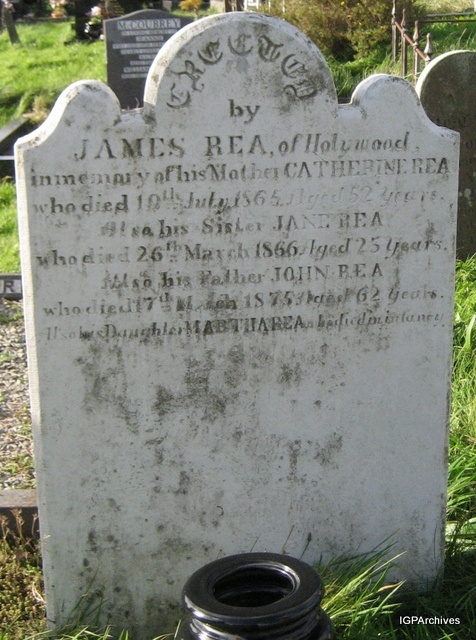 McCOUBREY
ERECTED
by
JAMES REA, of Holywood
in memory of his Mother CATHERINE REA
who died 10th July 1865 Aged 52 years.
Also his Sister JANE REA
who died 26th March 1866 Aged 25 Years.
Also his Father JOHN REA
who died 17th March 1875 Aged 62 Years.
Also his Daughter MARTHA REA who died in infancy
IGPArchives